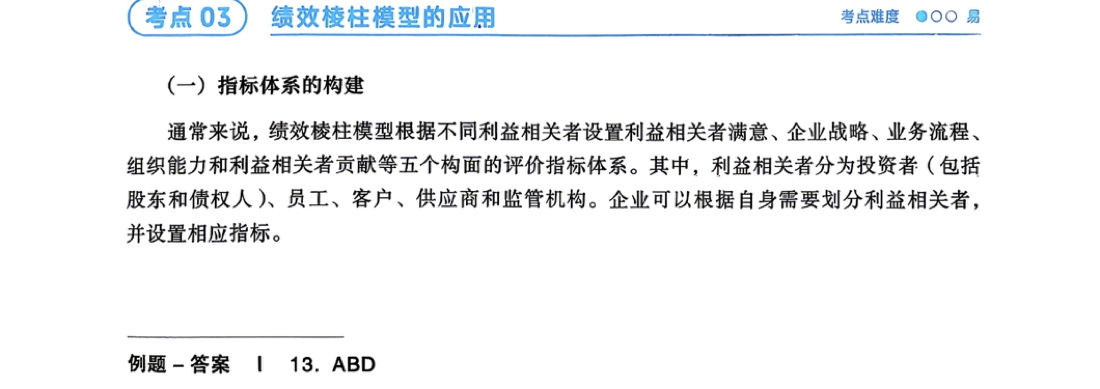 考点 03 绩效棱柱模型的应用 考点难度 易
（一）指标体系的构建
通常来说，绩效棱柱模型根据不同利益相关者设置利益相关者满意、企业战略、业务流程、
组织能力和利益相关者贡献等五个构面的评价指标体系。其中，利益相关者分为投资者（包括
股东和债权人）、员工、客户、供应商和监管机构。企业可以根据自身需要划分利益相关者，
并设置相应指标。
例题 – 答案 | 13. ABD